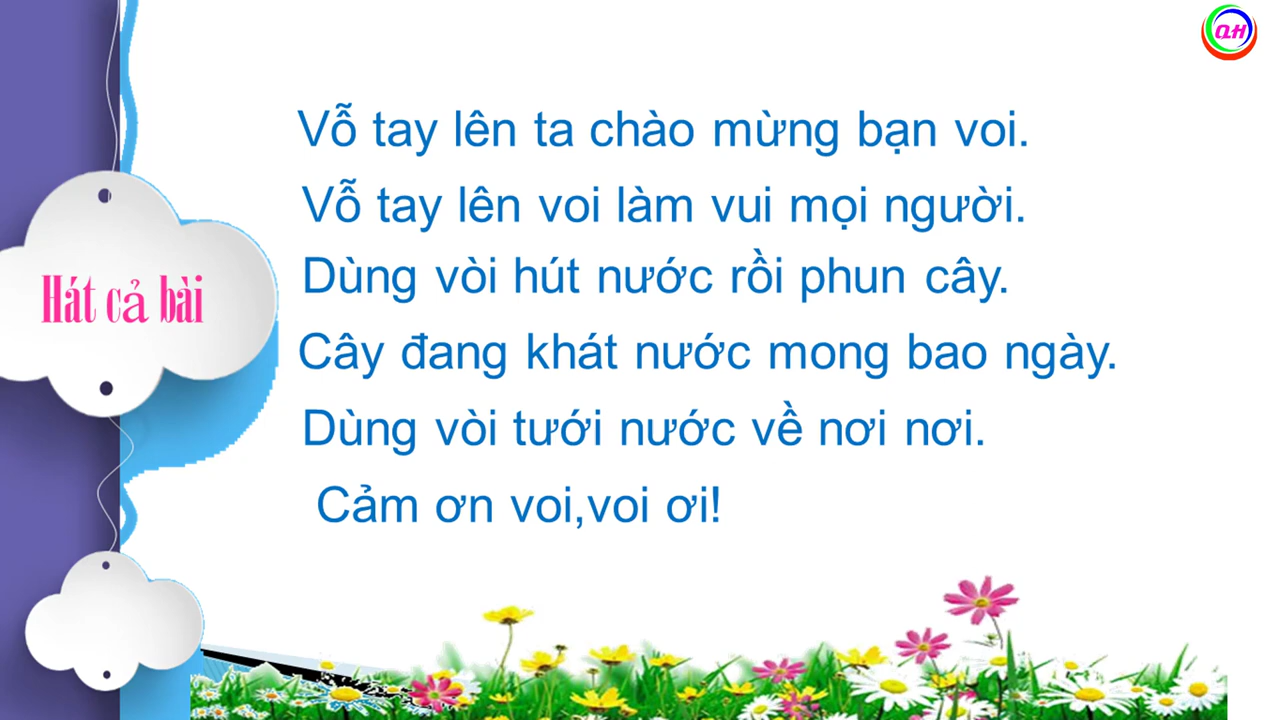 QH
Vỗ tay lên ta chào mừng bạn voi.
Vỗ tay lên voi làm vui mọi người.
Dùng vòi hút nước rồi phun cây.
Hát cả bài
Cây đang khát nước mong bao ngày.
Dùng vòi tưới nước về nơi nơi.
Cảm ơn voi,voi ơi!